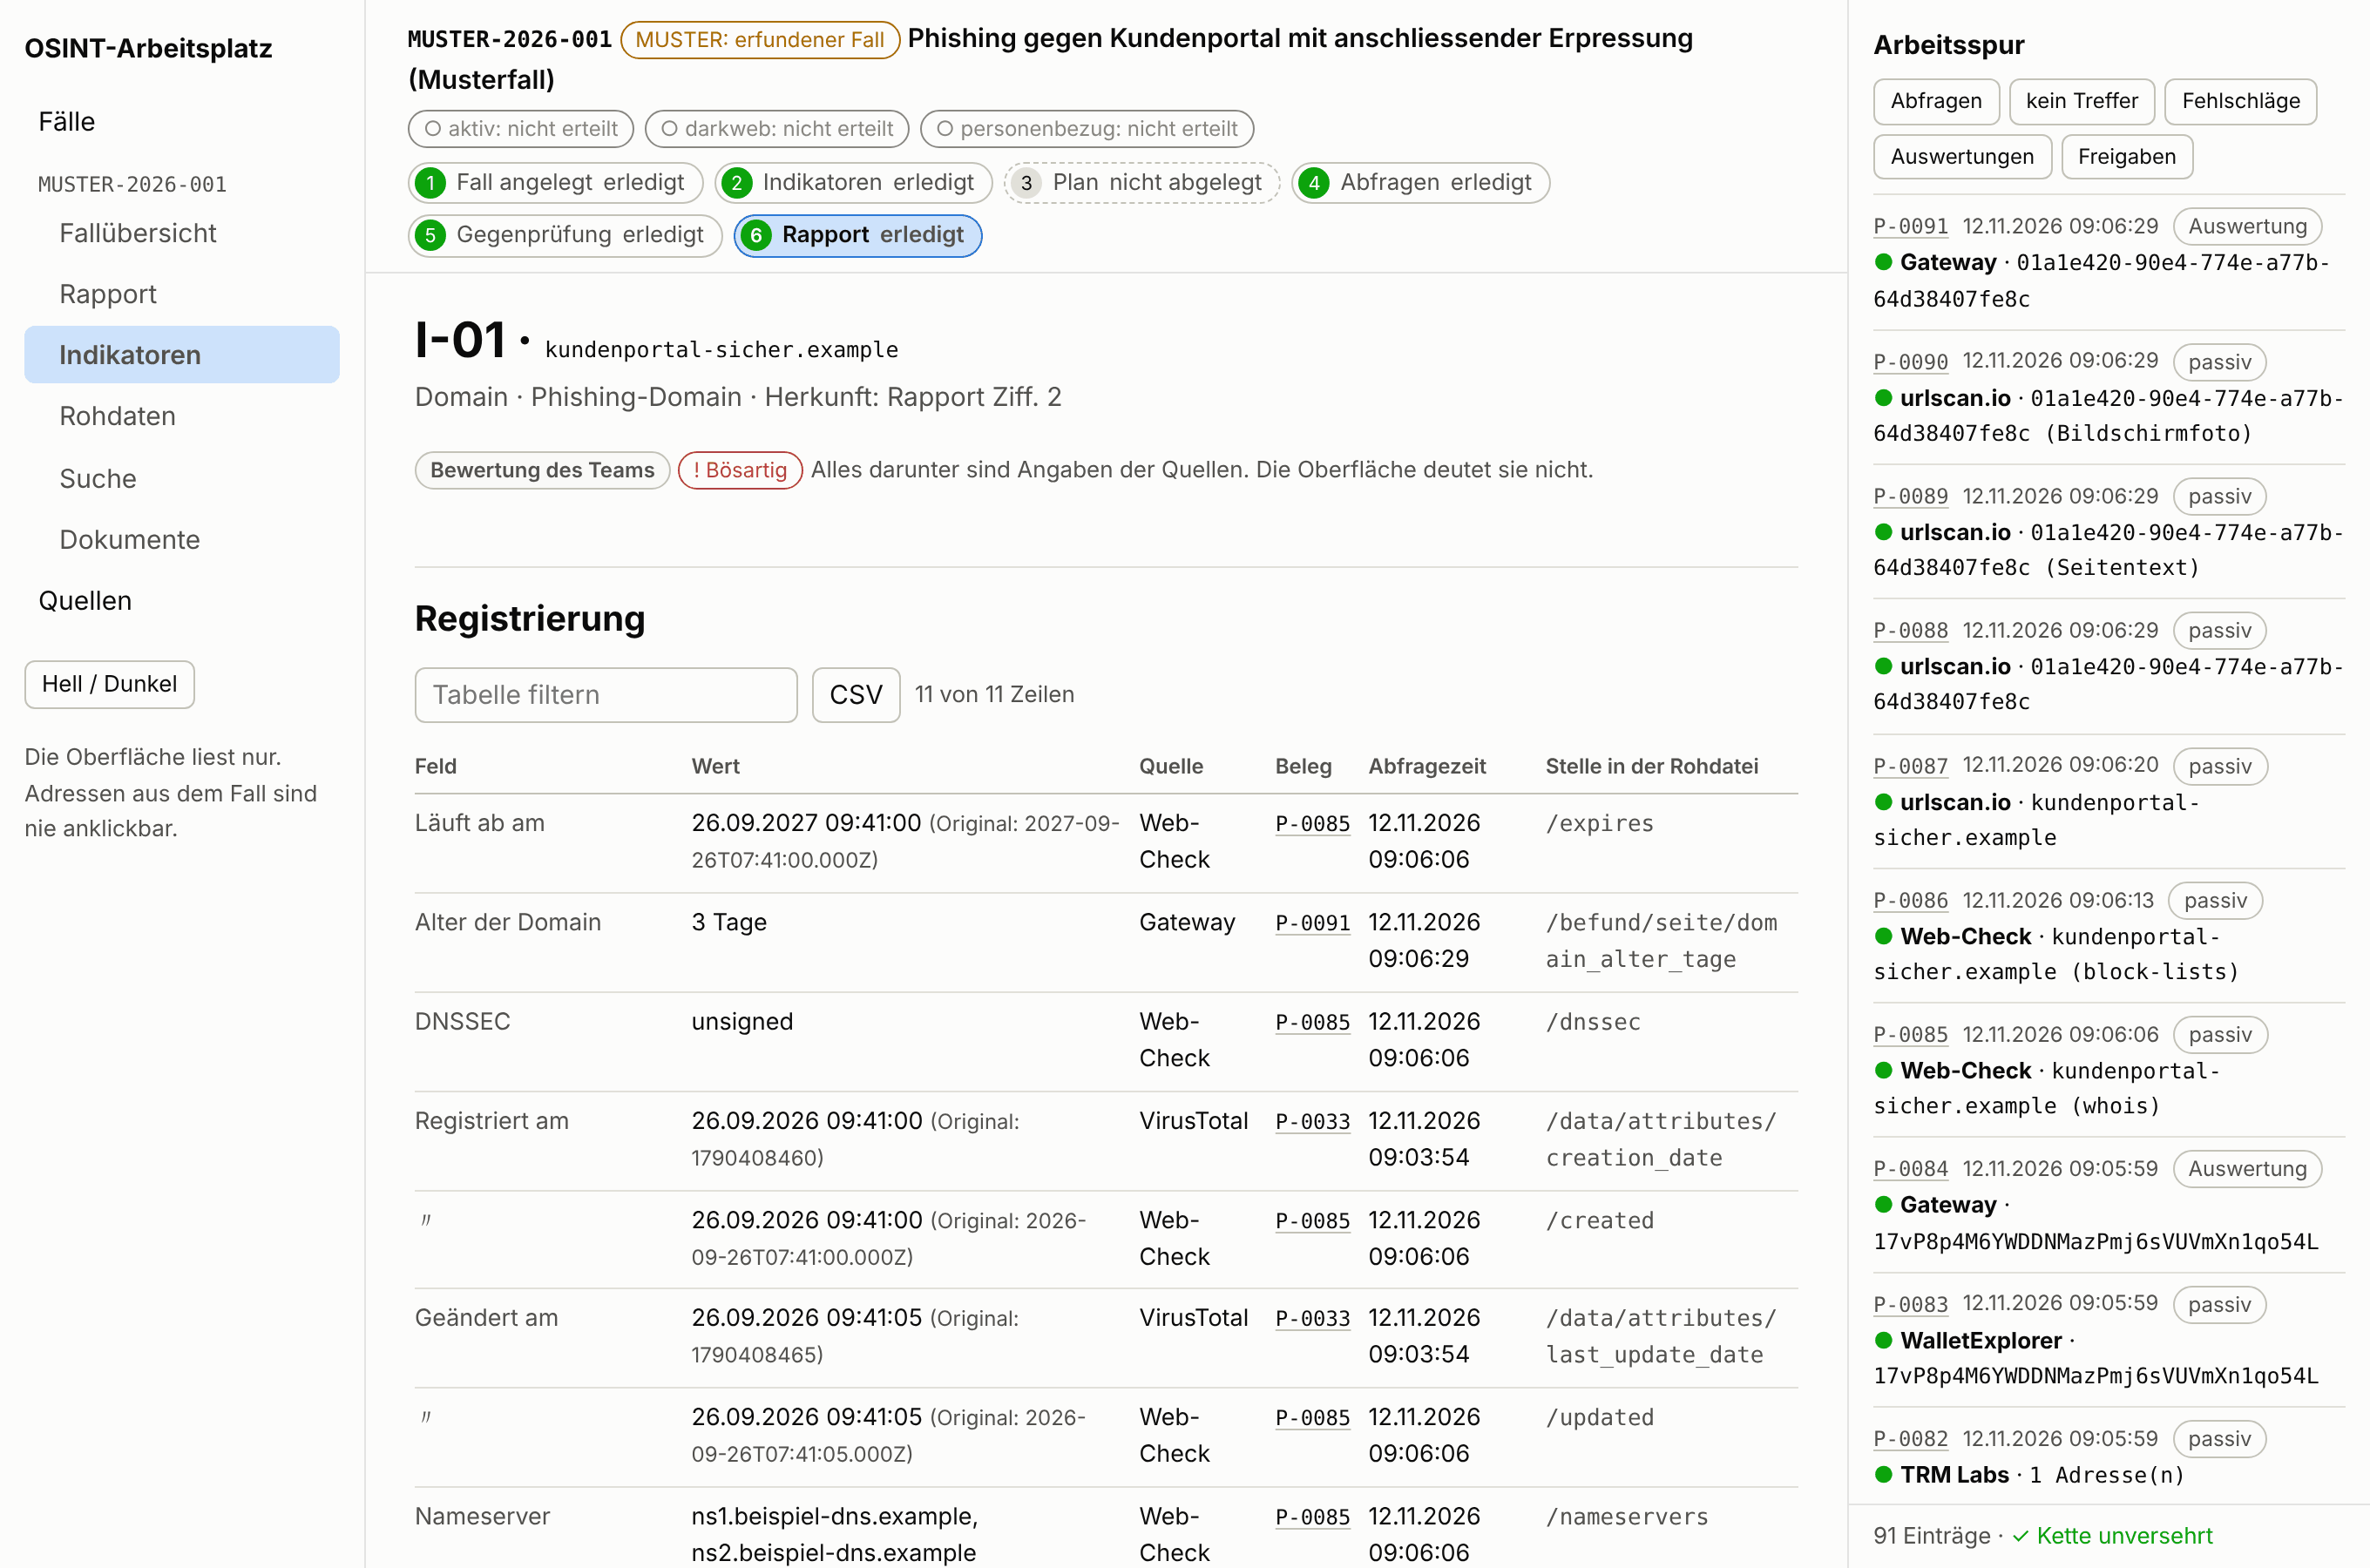 OSINT-Arbeitsplatz
Fälle
MUSTER-2026-001
Fallübersicht
Rapport
Indikatoren
Rohdaten
Suche
Dokumente
Quellen
Hell / Dunkel
Die Oberfläche liest nur.
Adressen aus dem Fall sind
nie anklickbar.
MUSTER-2026-001 MUSTER: erfundener Fall Phishing gegen Kundenportal mit anschliessender Erpressung
(Musterfall)
aktiv: nicht erteilt darkweb: nicht erteilt personenbezug: nicht erteilt
1 Fall angelegt erledigt 2 Indikatoren erledigt 3 Plan nicht abgelegt 4 Abfragen erledigt
5 Gegenprüfung erledigt 6 Rapport erledigt
I-01 · kundenportal-sicher.example
Domain · Phishing-Domain · Herkunft: Rapport Ziff. 2
Bewertung des Teams ! Bösartig Alles darunter sind Angaben der Quellen. Die Oberfläche deutet sie nicht.
Registrierung
Tabelle filtern CSV 11 von 11 Zeilen
Feld Wert Quelle Beleg Abfragezeit Stelle in der Rohdatei
Läuft ab am 26.09.2027 09:41:00 (Original: 2027-09- Web- P-0085 12.11.2026 /expires
26T07:41:00.000Z) Check 09:06:06
Alter der Domain 3 Tage Gateway P-0091 12.11.2026 /befund/seite/dom
09:06:29 ain_alter_tage
DNSSEC unsigned Web- P-0085 12.11.2026 /dnssec
Check 09:06:06
Registriert am 26.09.2026 09:41:00 (Original: VirusTotal P-0033 12.11.2026 /data/attributes/
1790408460) 09:03:54 creation_date
〃 26.09.2026 09:41:00 (Original: 2026- Web- P-0085 12.11.2026 /created
09-26T07:41:00.000Z) Check 09:06:06
Geändert am 26.09.2026 09:41:05 (Original: VirusTotal P-0033 12.11.2026 /data/attributes/
1790408465) 09:03:54 last_update_date
〃 26.09.2026 09:41:05 (Original: 2026- Web- P-0085 12.11.2026 /updated
09-26T07:41:05.000Z) Check 09:06:06
Nameserver ns1.beispiel-dns.example, Web- P-0085 12.11.2026 /nameservers
ns2.beispiel-dns.example Check 09:06:06
Arbeitsspur
Abfragen kein Treffer Fehlschläge
Auswertungen Freigaben
P-0091 12.11.2026 09:06:29 Auswertung
Gateway · 01a1e420-90e4-774e-a77b-
64d38407fe8c
P-0090 12.11.2026 09:06:29 passiv
urlscan.io · 01a1e420-90e4-774e-a77b-
64d38407fe8c (Bildschirmfoto)
P-0089 12.11.2026 09:06:29 passiv
urlscan.io · 01a1e420-90e4-774e-a77b-
64d38407fe8c (Seitentext)
P-0088 12.11.2026 09:06:29 passiv
urlscan.io · 01a1e420-90e4-774e-a77b-
64d38407fe8c
P-0087 12.11.2026 09:06:20 passiv
urlscan.io · kundenportal-
sicher.example
P-0086 12.11.2026 09:06:13 passiv
Web-Check · kundenportal-
sicher.example (block-lists)
P-0085 12.11.2026 09:06:06 passiv
Web-Check · kundenportal-
sicher.example (whois)
P-0084 12.11.2026 09:05:59 Auswertung
Gateway ·
17vP8p4M6YWDDNMazPmj6sVUVmXn1qo54L
P-0083 12.11.2026 09:05:59 passiv
WalletExplorer ·
17vP8p4M6YWDDNMazPmj6sVUVmXn1qo54L
P-0082 12.11.2026 09:05:59 passiv
TRM Labs · 1 Adresse(n)
91 Einträge · ✓ Kette unversehrt